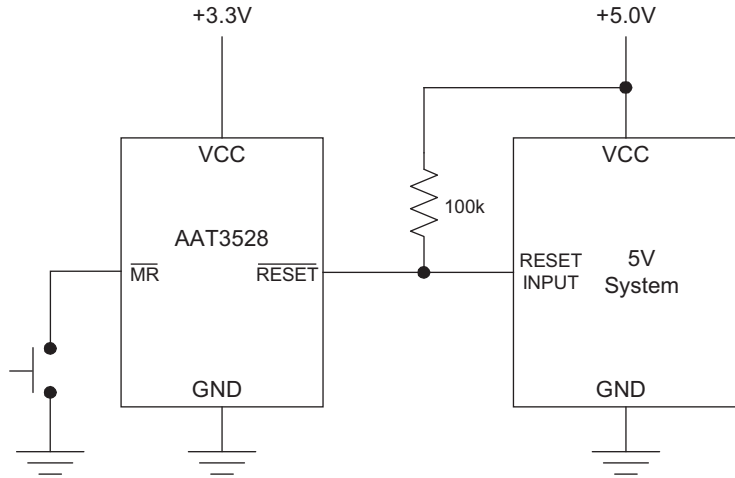 +3.3V
+5.0V
VCC
VCC
100k
AAT3528
MR
RESET
RESET
INPUT
5V
System
GND
GND